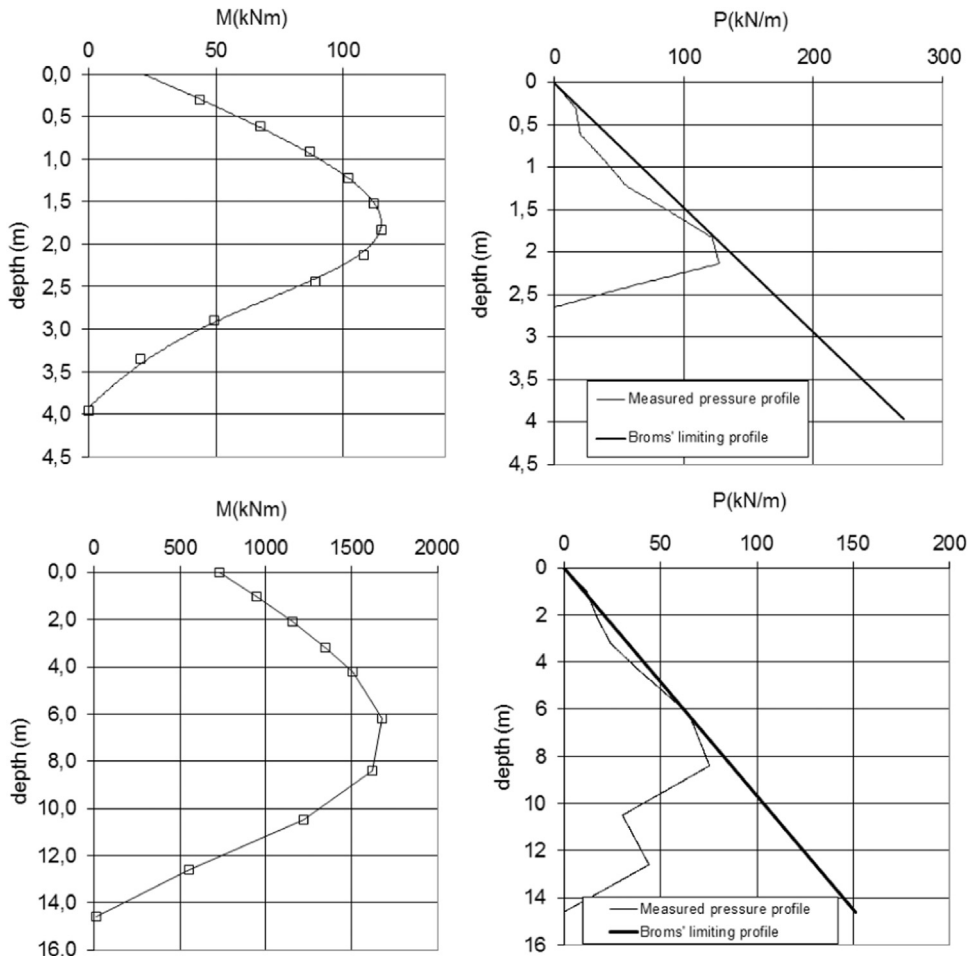 M(kNm)
0 50 100
0,0
0,5
1,0
1,5
2,0
2,5
3,0
3,5
4,0
4,5
depth (m)
P(kN/m)
0 100 200 300
0
0,5
1
1,5
2
2,5
3
3,5
4
4,5
depth (m)
Measured pressure profile
Broms' limiting profile
M(kNm)
0 500 1000 1500 2000
0,0
2,0
4,0
6,0
8,0
10,0
12,0
14,0
16,0
depth (m)
P(kN/m)
0 50 100 150 200
0
2
4
6
8
10
12
14
16
depth (m)
Measured pressure profile
Broms' limiting profile